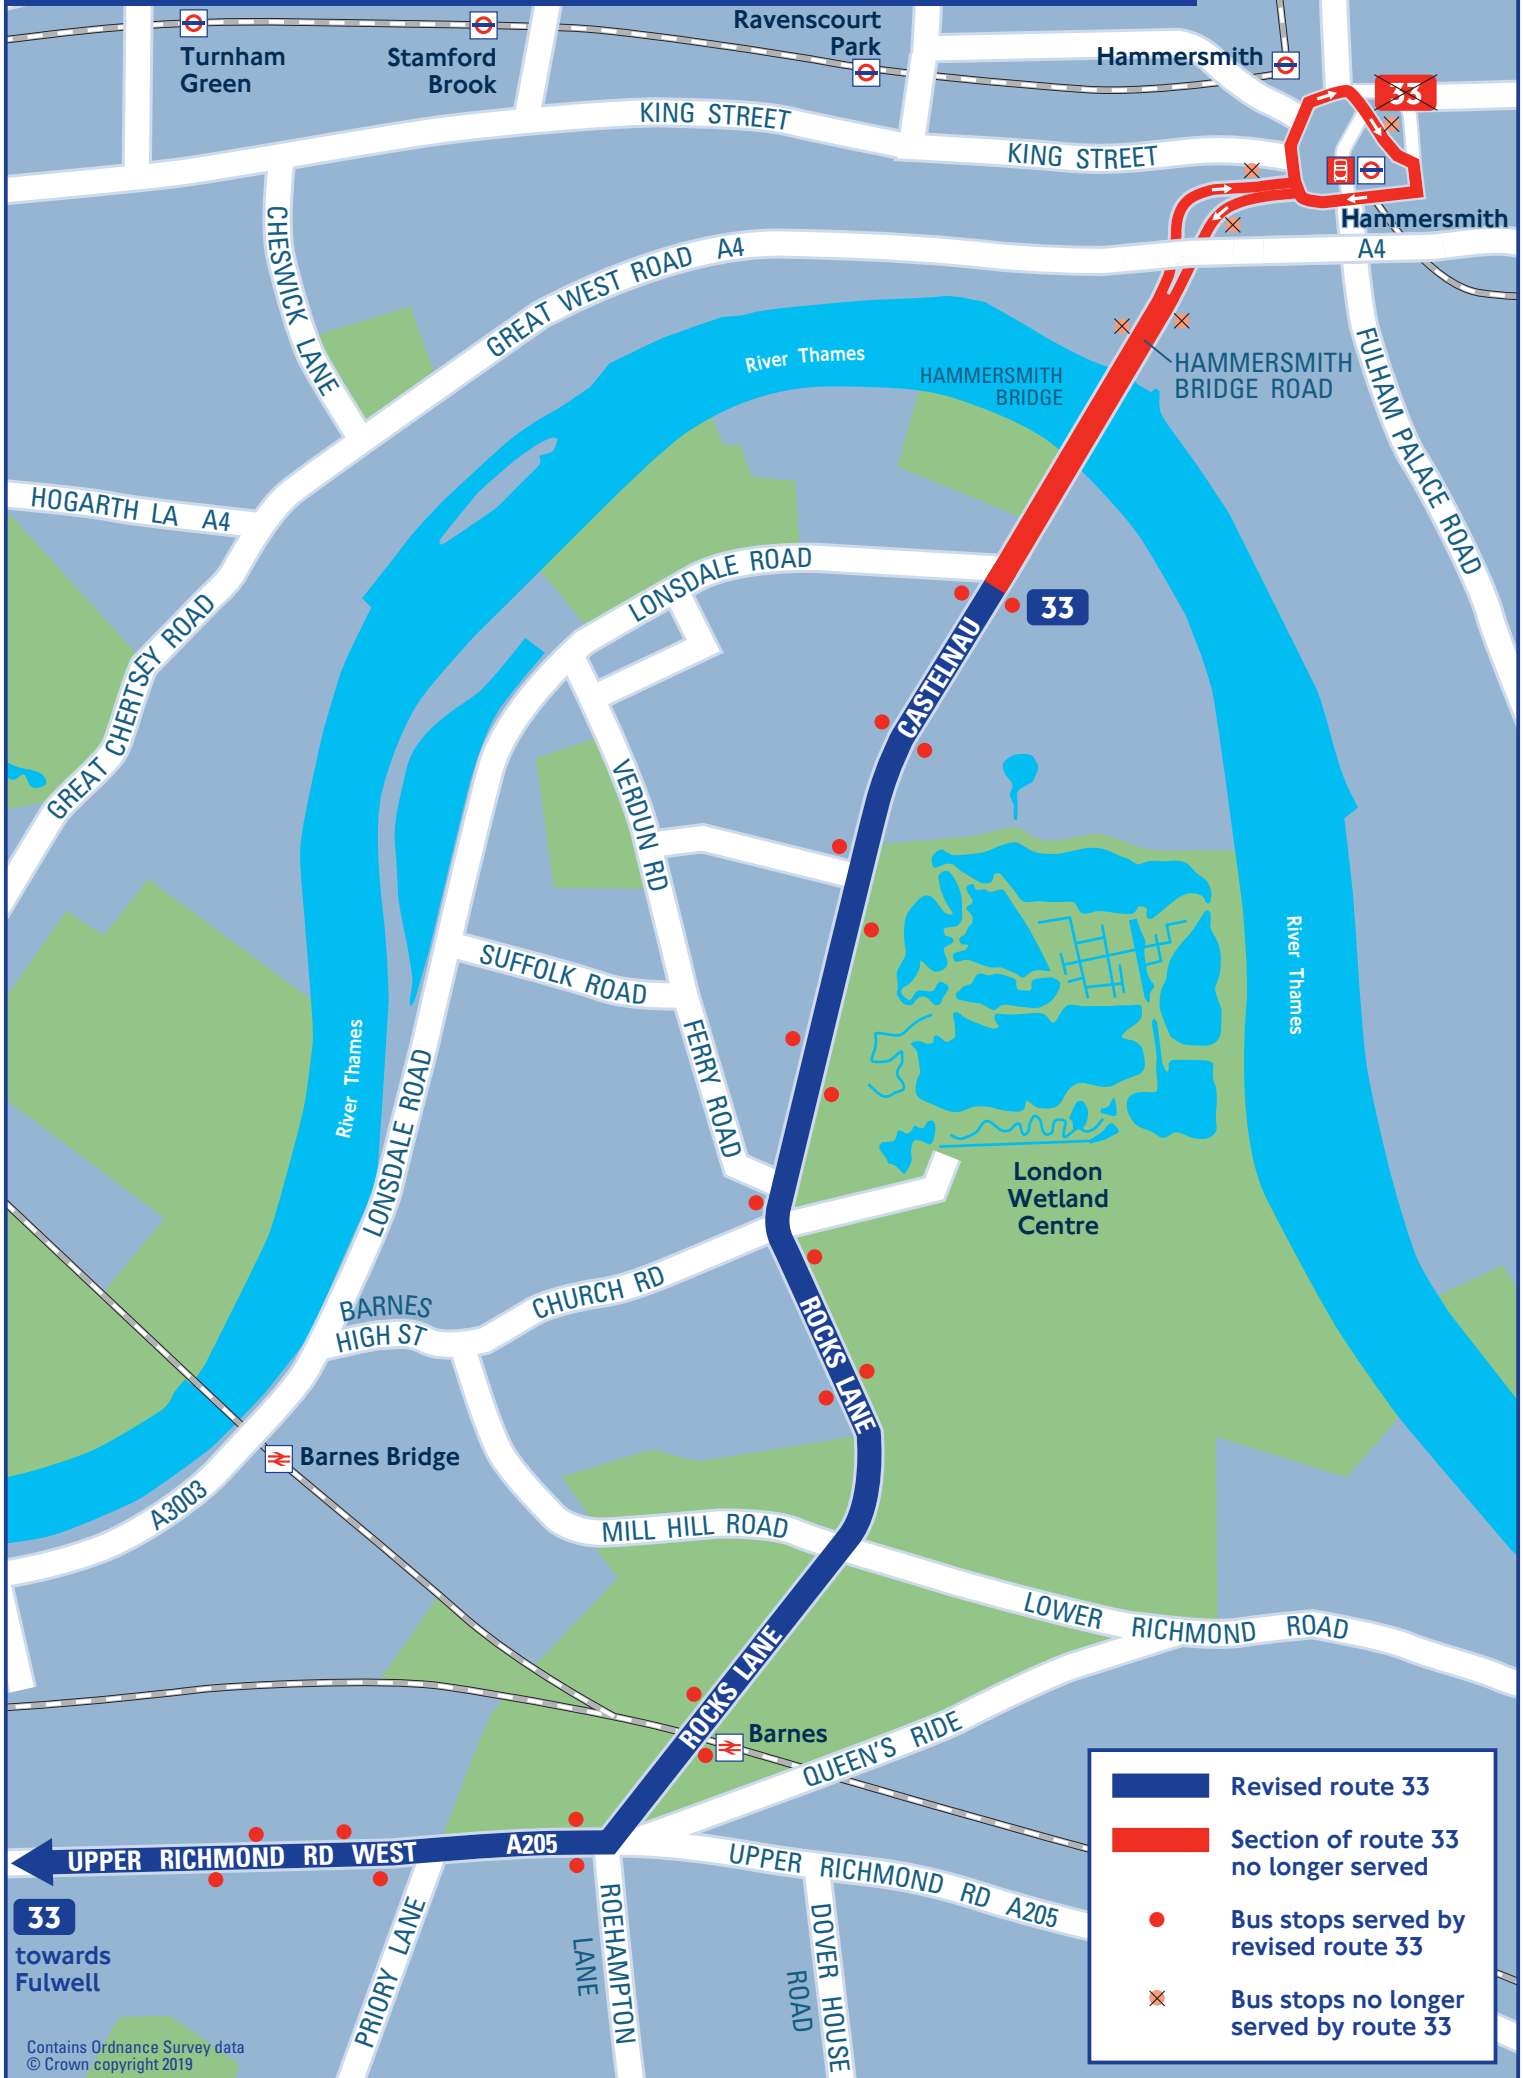 Turnham
Green
Stamford
Brook
Ravenscourt
Park
Hammersmith
33
KING STREET
KING STREET
Hammersmith
A4
CHESWICK LANE
GREAT WEST ROAD A4
River Thames
HAMMERSMITH
BRIDGE
HAMMERSMITH
BRIDGE ROAD
FULHAM PALACE ROAD
HOGARTH LA A4
LONSDALE ROAD
33
GREAT CHERTSEY ROAD
CASTELNAU
VERDUN RD
SUFFOLK ROAD
River Thames
River Thames
LONSDALE ROAD
FERRY ROAD
London
Wetland
Centre
CHURCH RD
BARNES
HIGH ST
ROCKS LANE
Barnes Bridge
A3003
MILL HILL ROAD
LOWER RICHMOND ROAD
ROCKS LANE
Barnes
QUEEN'S RIDE
UPPER RICHMOND RD WEST A205
UPPER RICHMOND RD A205
33
towards
Fulwell
PRIORY LANE
ROEHAMPTON
LANE
DOVER HOUSE
ROAD
Revised route 33
Section of route 33
no longer served
Bus stops served by
revised route 33
Bus stops no longer
served by route 33
Contains Ordnance Survey data
© Crown copyright 2019